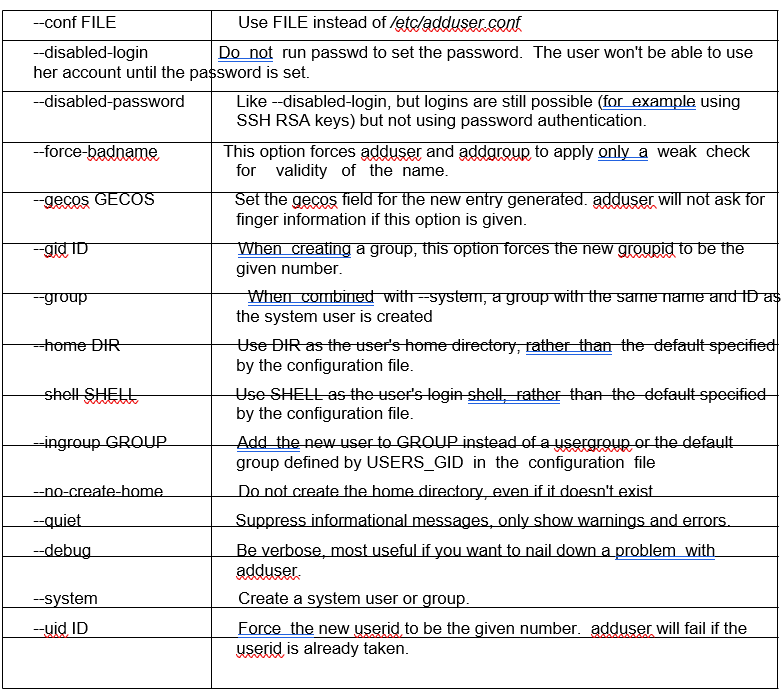 --conf FILE Use FILE instead of /etc/adduser.conf
--disabled-login Do not run passwd to set the password. The user won't be able to use
her account until the password is set.
--disabled-password Like --disabled-login, but logins are still possible (for example using
SSH RSA keys) but not using password authentication.
--force-badname This option forces adduser and addgroup to apply only a weak check
for validity of the name.
--gecos GECOS Set the gecos field for the new entry generated. adduser will not ask for
finger information if this option is given.
--gid ID When creating a group, this option forces the new groupid to be the
given number.
--group When combined with --system, a group with the same name and ID as
the system user is created
--home DIR Use DIR as the user's home directory, rather than the default specified
by the configuration file.
--shell SHELL Use SHELL as the user's login shell, rather than the default specified
by the configuration file.
--ingroup GROUP Add the new user to GROUP instead of a usergroup or the default
group defined by USERS_GID in the configuration file
--no-create-home Do not create the home directory, even if it doesn't exist
--quiet Suppress informational messages, only show warnings and errors.
--debug Be verbose, most useful if you want to nail down a problem with
adduser.
--system Create a system user or group.
--uid ID Force the new userid to be the given number. adduser will fail if the
userid is already taken.